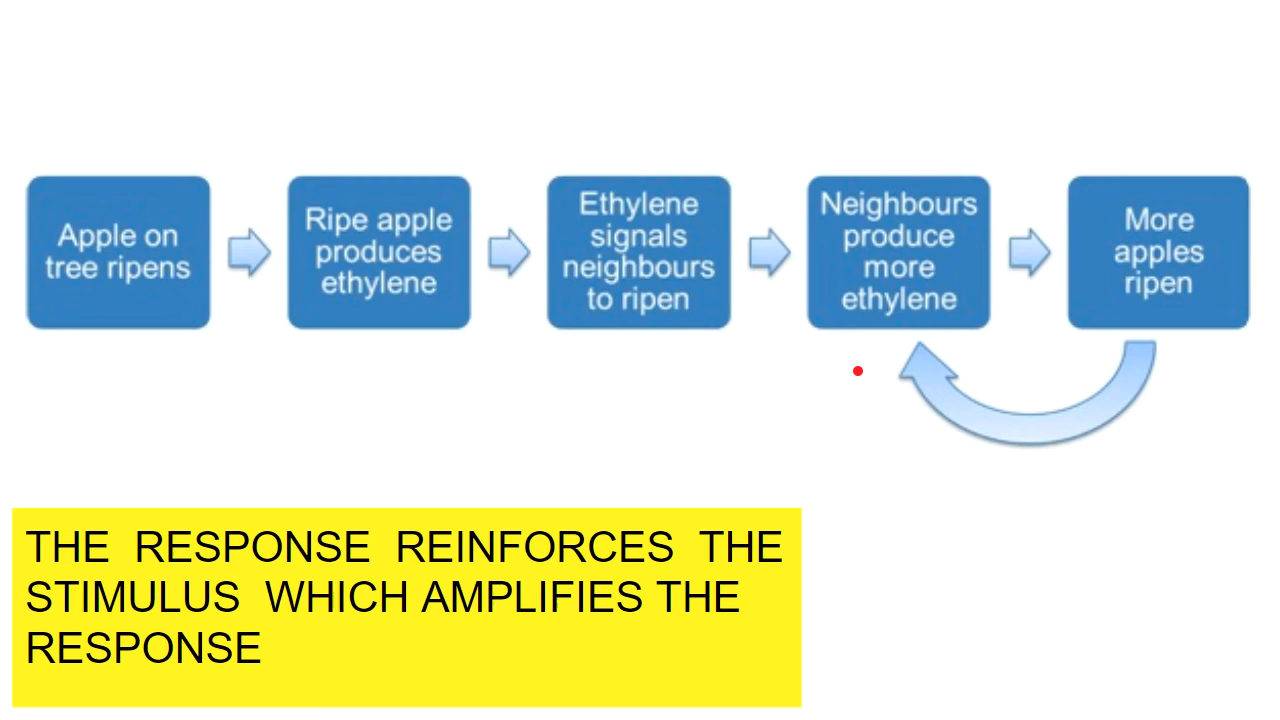 Apple on
tree ripens
Ripe apple
produces
ethylene
Ethylene
signals
neighbours
to ripen
Neighbours
produce
more
ethylene
More
apples
ripen
THE RESPONSE REINFORCES THE
STIMULUS WHICH AMPLIFIES THE
RESPONSE